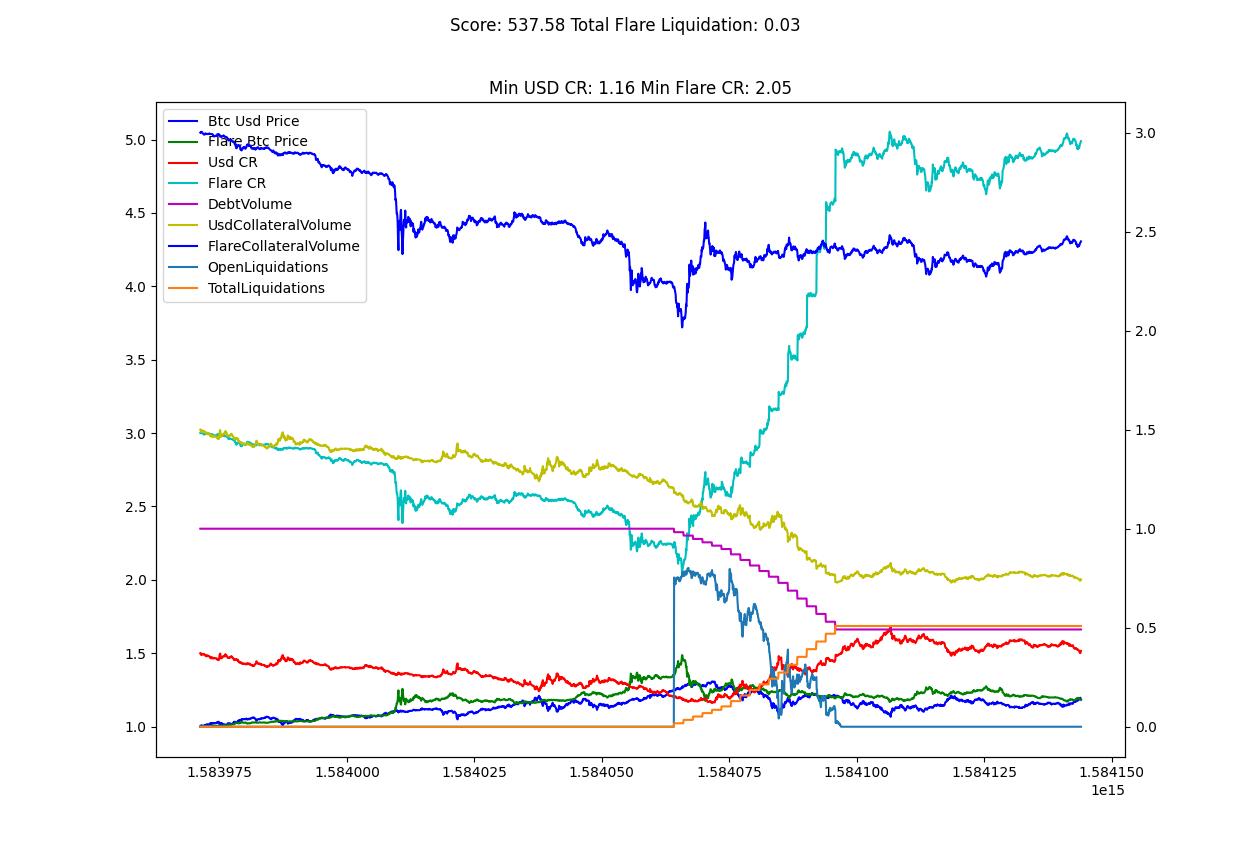 Score: 537.58 Total Flare Liquidation: 0.03
Min USD CR: 1.16 Min Flare CR: 2.05
Btc Usd Price
Flare Btc Price
Usd CR
Flare CR
DebtVolume
UsdCollateralVolume
FlareCollateralVolume
OpenLiquidations
TotalLiquidations
5.0
4.5
4.0
3.5
3.0
2.5
2.0
1.5
1.0
3.0
2.5
2.0
1.5
1.0
0.5
0.0
1.583975 1.584000 1.584025 1.584050 1.584075 1.584100 1.584125 1.584150
1e15